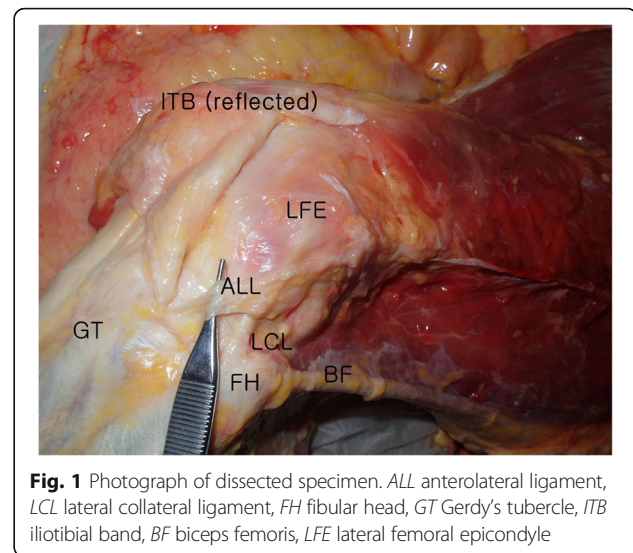 ITB (reflected)
LFE
ALL
GT
LCL
FH
BF
Fig. 1 Photograph of dissected specimen. ALL anterolateral ligament,
LCL lateral collateral ligament, FH fibular head, GT Gerdy's tubercle, ITB
iliotibial band, BF biceps femoris, LFE lateral femoral epicondyle